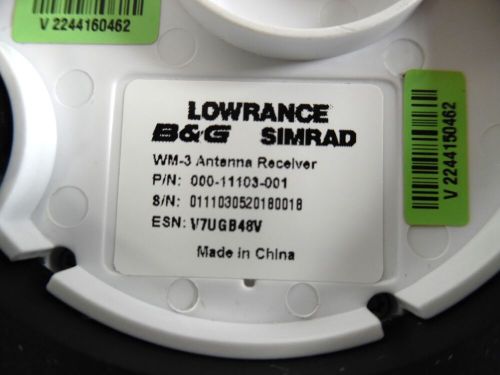 V 2244160462
LOWRANCE
B&G SIMRAD
WM-3 Antenna Receiver
P/N: 000-11103-001
S/N: 0111030520180018
ESN: V7UGB48V
Made in China
V 2244160462